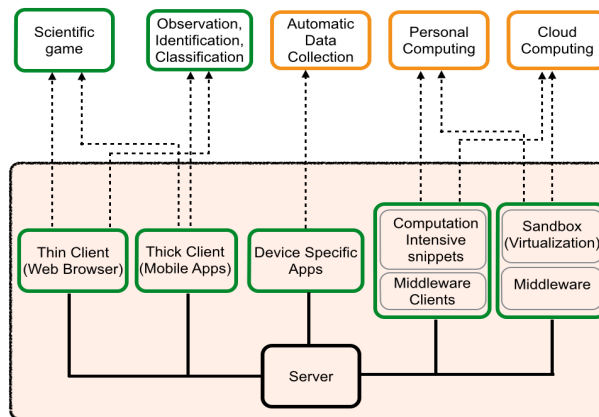 Scientific
game
Observation,
Identification,
Classification
Automatic
Data
Collection
Personal
Computing
Cloud
Computing
Thin Client
(Web Browser)
Thick Client
(Mobile Apps)
Device Specific
Apps
Computation
Intensive
snippets
Middleware
Clients
Sandbox
(Virtualization)
Middleware
Server